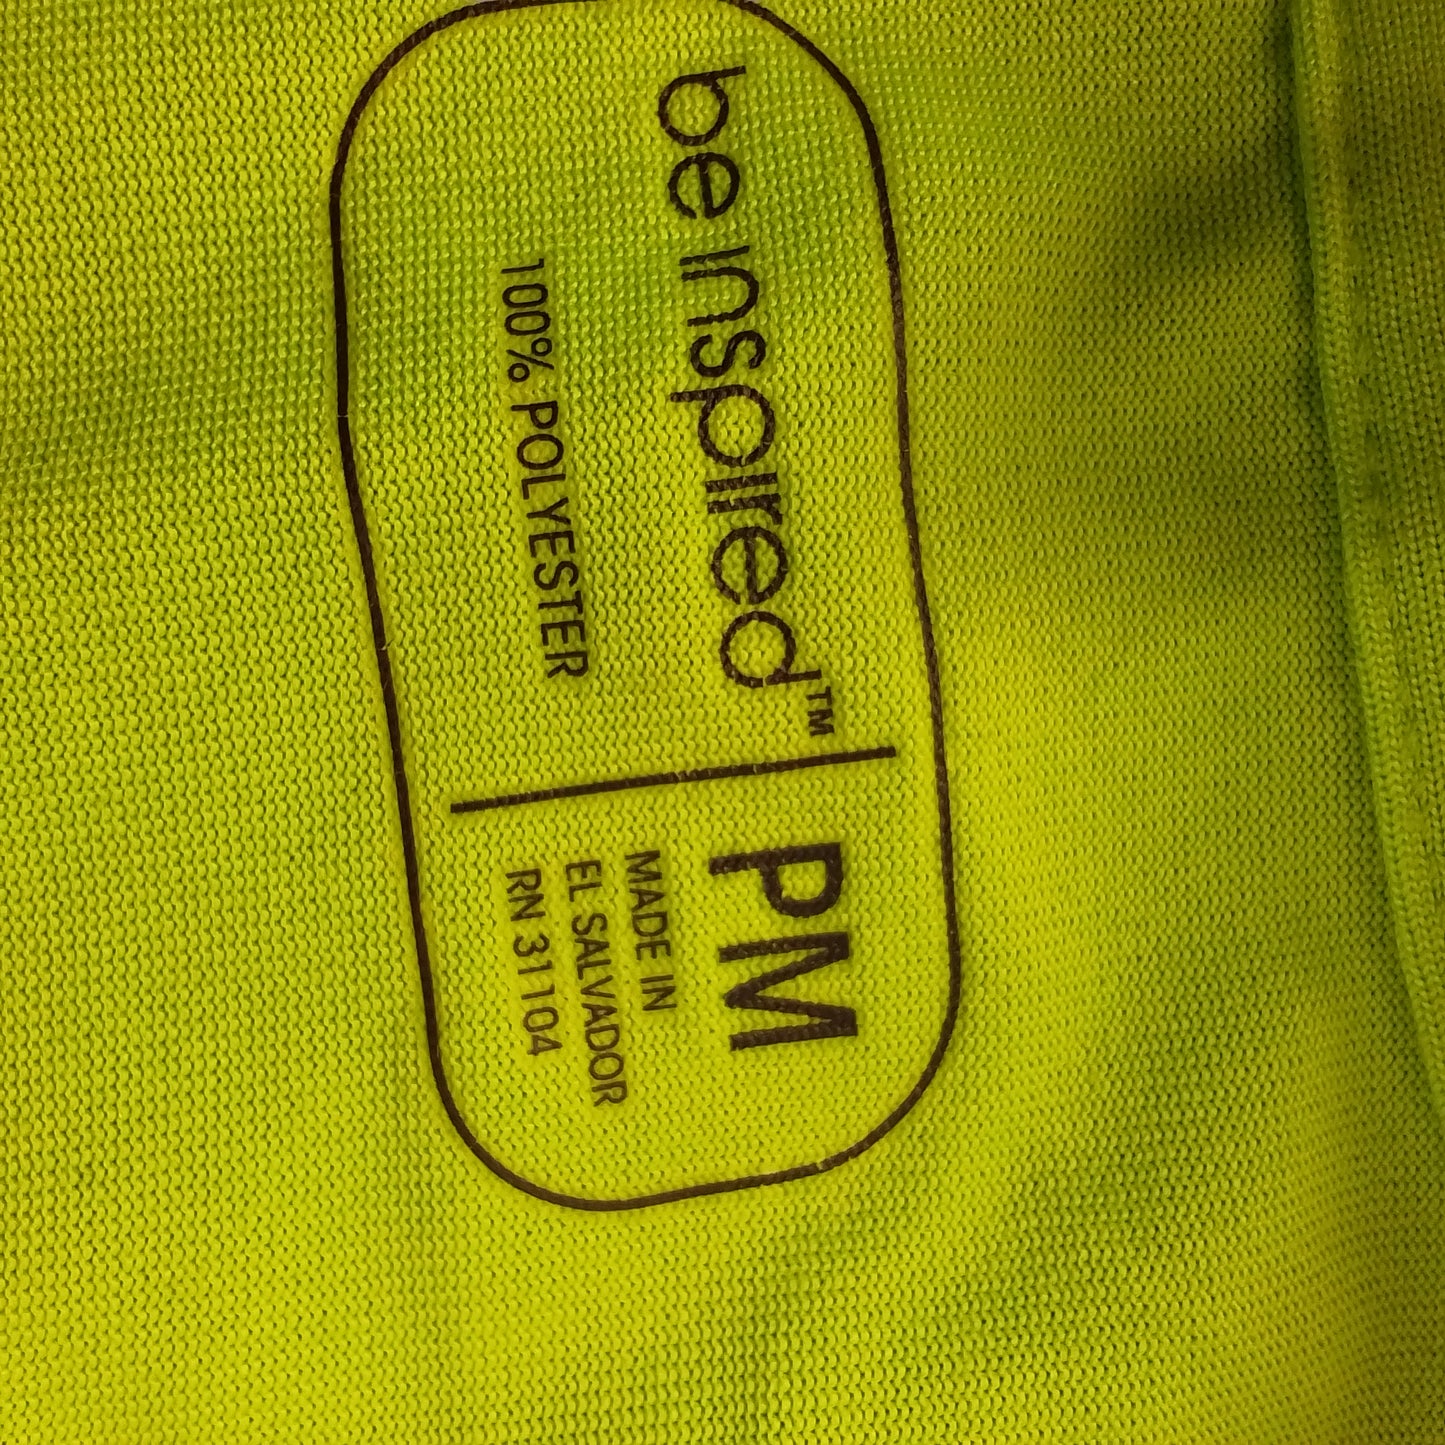 be inspired™
100% POLYESTER
PM
MADE IN
EL SALVADOR
RN 31104